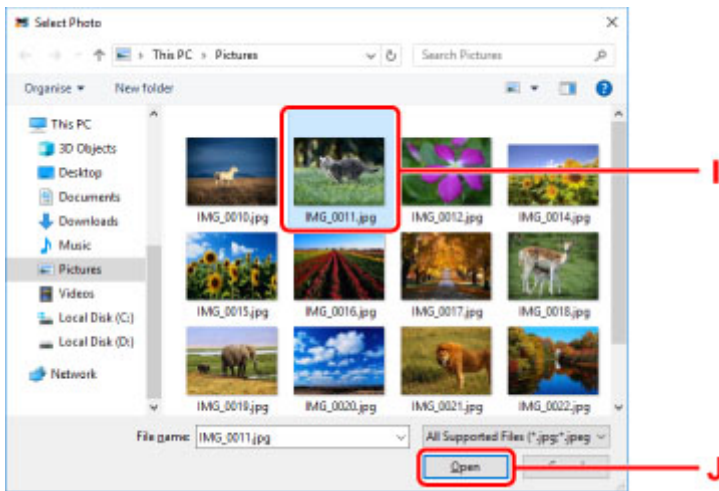 Select Photo
This PC > Pictures
Search Pictures
Organise
New folder
This PC
3D Objects
Desktop
Documents
Downloads
Music
Pictures
Videos
Local Disk (C:)
Local Disk (D:)
Network
IMG_0010.jpg IMG_0011.jpg IMG_0012.jpg IMG_0014.jpg
I
IMG_0015.jpg IMG_0016.jpg IMG_0017.jpg IMG_0018.jpg
IMG_0019.jpg IMG_0020.jpg IMG_0021.jpg IMG_0022.jpg
File name: IMG_0011.jpg
All Supported Files (*.jpg;*.jpeg
Open
J